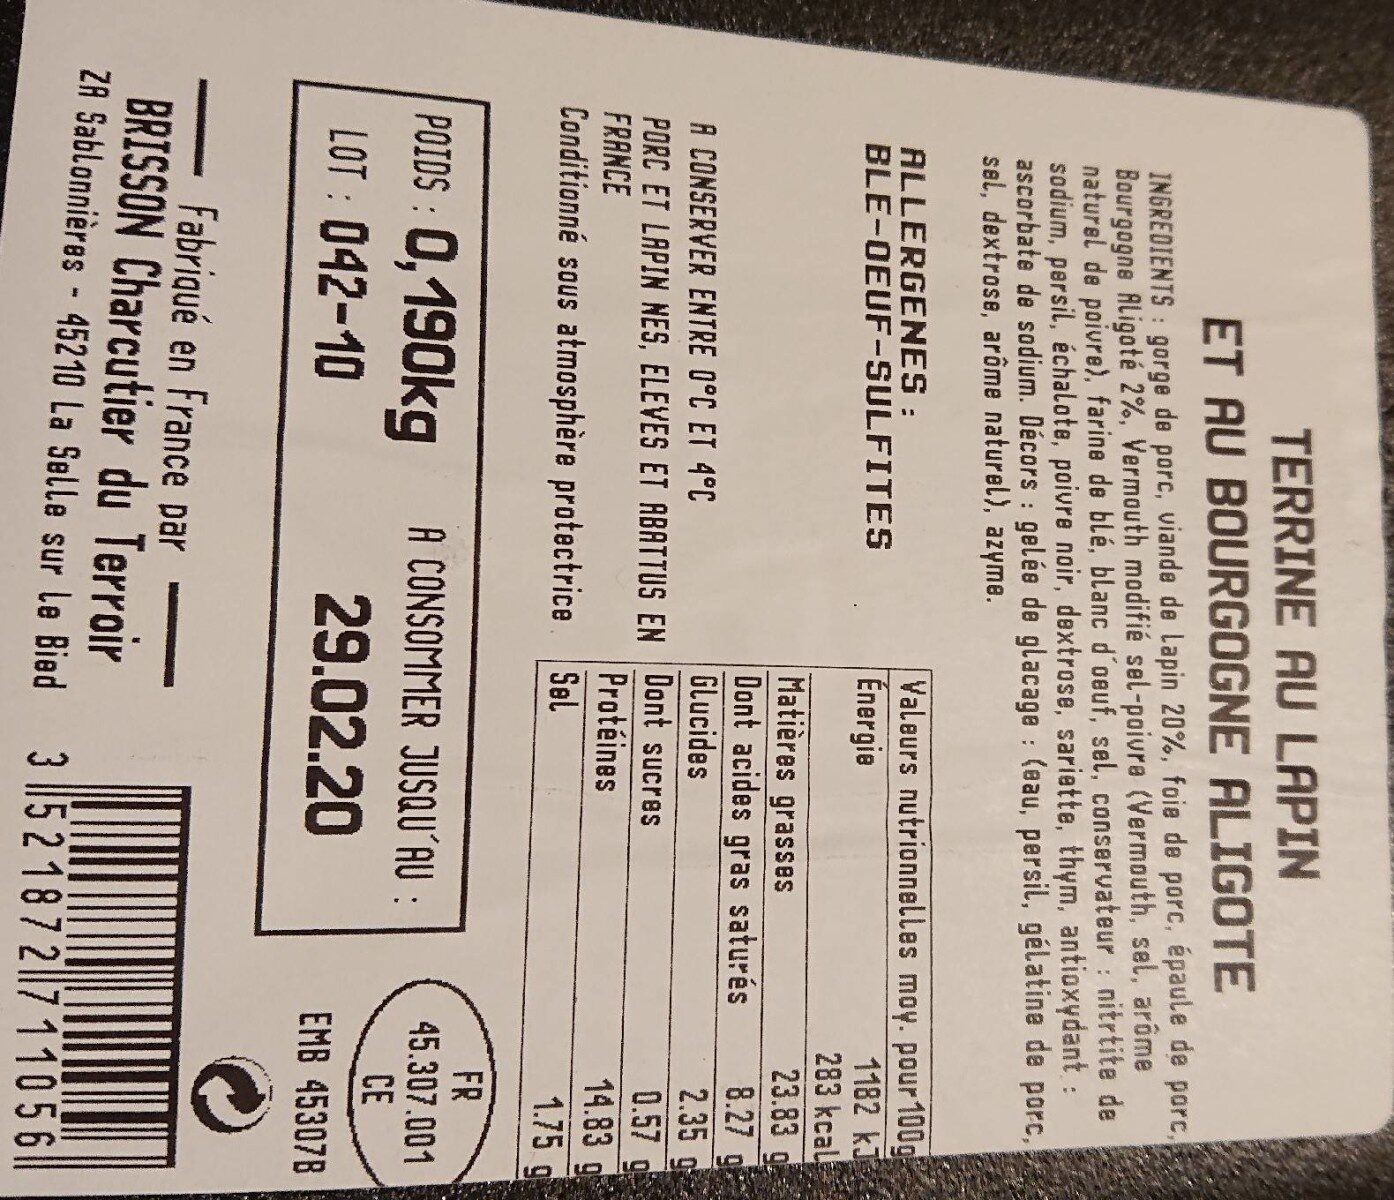 TERRINE AU LAPIN
ET AU BOURGOGNE ALIGOTE
INGREDIENTS : gorge de porc, viande de lapin 20%, foie de porc, épaule de porc,
Bourgogne Aligoté 2%, Vermouth modifié sel-poivre (Vermouth, sel, arôme
naturel de poivre), farine de blé, blanc d'oeuf, sel, conservateur : nitrtite de
sodium, persil, échalote, poivre noir, dextrose, sariette, thym, antioxydant :
ascorbate de sodium. Décors : gelée de glacage : (eau, persil, gélatine de porc,
sel, dextrose, arôme naturel), azyme.
ALLERGENES :
BLE-OEUF-SULFITES
A CONSERVER ENTRE 0°C ET 4°C
PORC ET LAPIN NES, ELEVES ET ABATTUS EN
FRANCE
Conditionné sous atmosphère protectrice
Valeurs nutrionnelles moy. pour100g
Énergie 1182 kJ
283 kcal
Matières grasses 23.83 g
Dont acides gras saturés 8.27 g
Glucides 2.35 g
Dont sucres 0.57 g
Protéines 14.83 g
Sel 1.75 g
POIDS : 0,190kg A CONSOMMER JUSQU'AU :
LOT : 042-10 29.02.20
FR
45.307.001
CE
EMB 45307B
Fabriqué en France par
BRISSON Charcutier du Terroir
ZA Sablonnières - 45210 La Selle sur le Bied
3 521872 711056